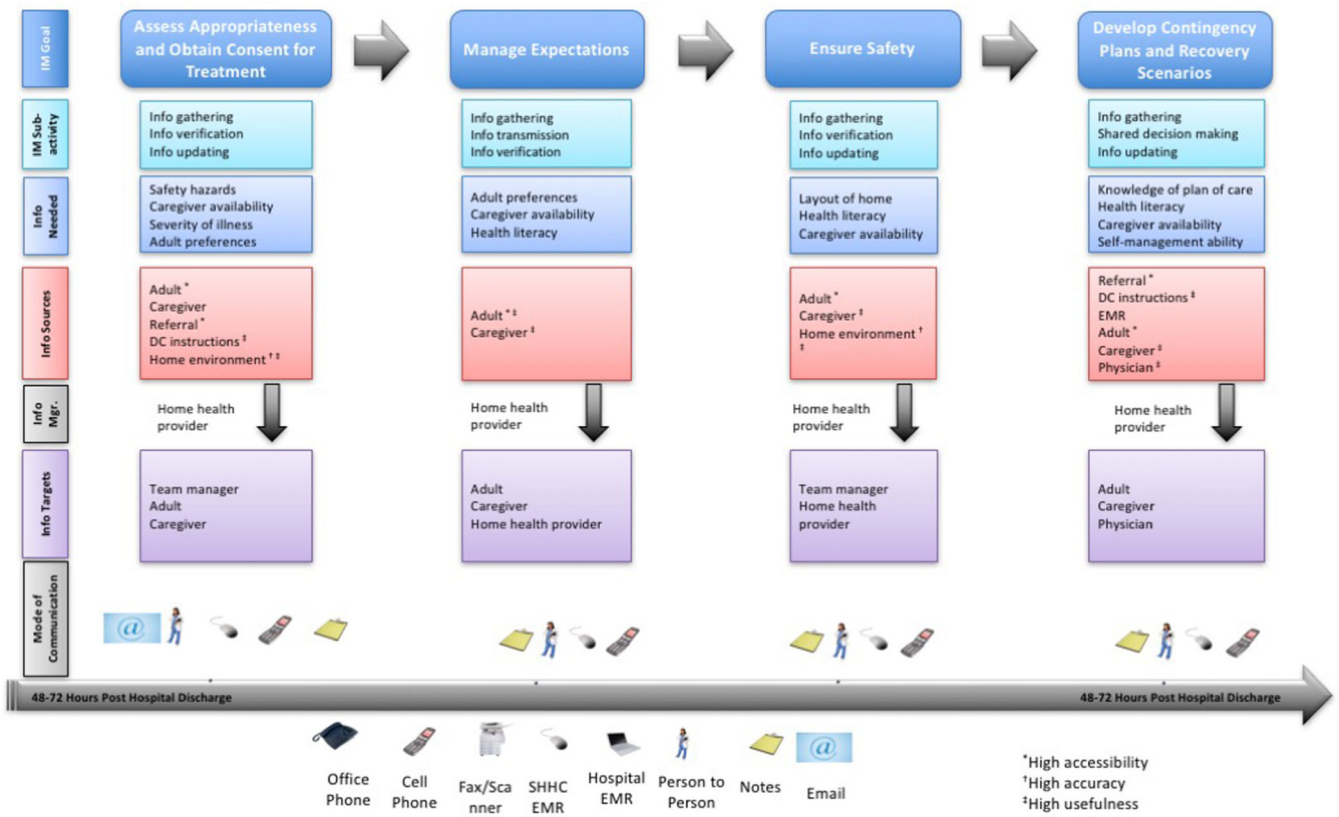 IM Goal
Assess Appropriateness
and Obtain Consent for
Treatment
Manage Expectations
Ensure Safety
Develop Contingency
Plans and Recovery
Scenarios
IM Sub-
activity
Info gathering
Info verification
Info updating
Info gathering
Info transmission
Info verification
Info gathering
Info verification
Info updating
Info gathering
Shared decision making
Info updating
Info
Needed
Safety hazards
Caregiver availability
Severity of illness
Adult preferences
Adult preferences
Caregiver availability
Health literacy
Layout of home
Health literacy
Caregiver availability
Knowledge of plan of care
Health literacy
Caregiver availability
Self-management ability
Info Sources
Adult *
Caregiver
Referral *
DC instructions ‡
Home environment † ‡
Adult * ‡
Caregiver ‡
Adult *
Caregiver ‡
Home environment †
‡
Referral *
DC instructions ‡
EMR
Adult *
Caregiver ‡
Physician ‡
Info
Mgr.
Home health
provider
Home health
provider
Home health
provider
Home health
provider
Info Targets
Team manager
Adult
Caregiver
Adult
Caregiver
Home health provider
Team manager
Home health
provider
Adult
Caregiver
Physician
Mode of
Communication
@
48-72 Hours Post Hospital Discharge
48-72 Hours Post Hospital Discharge
@
Office
Phone
Cell
Phone
Fax/Sca
nner
SHHC
EMR
Hospital
EMR
Person to
Person
Notes
Email
*High accessibility
†High accuracy
‡High usefulness